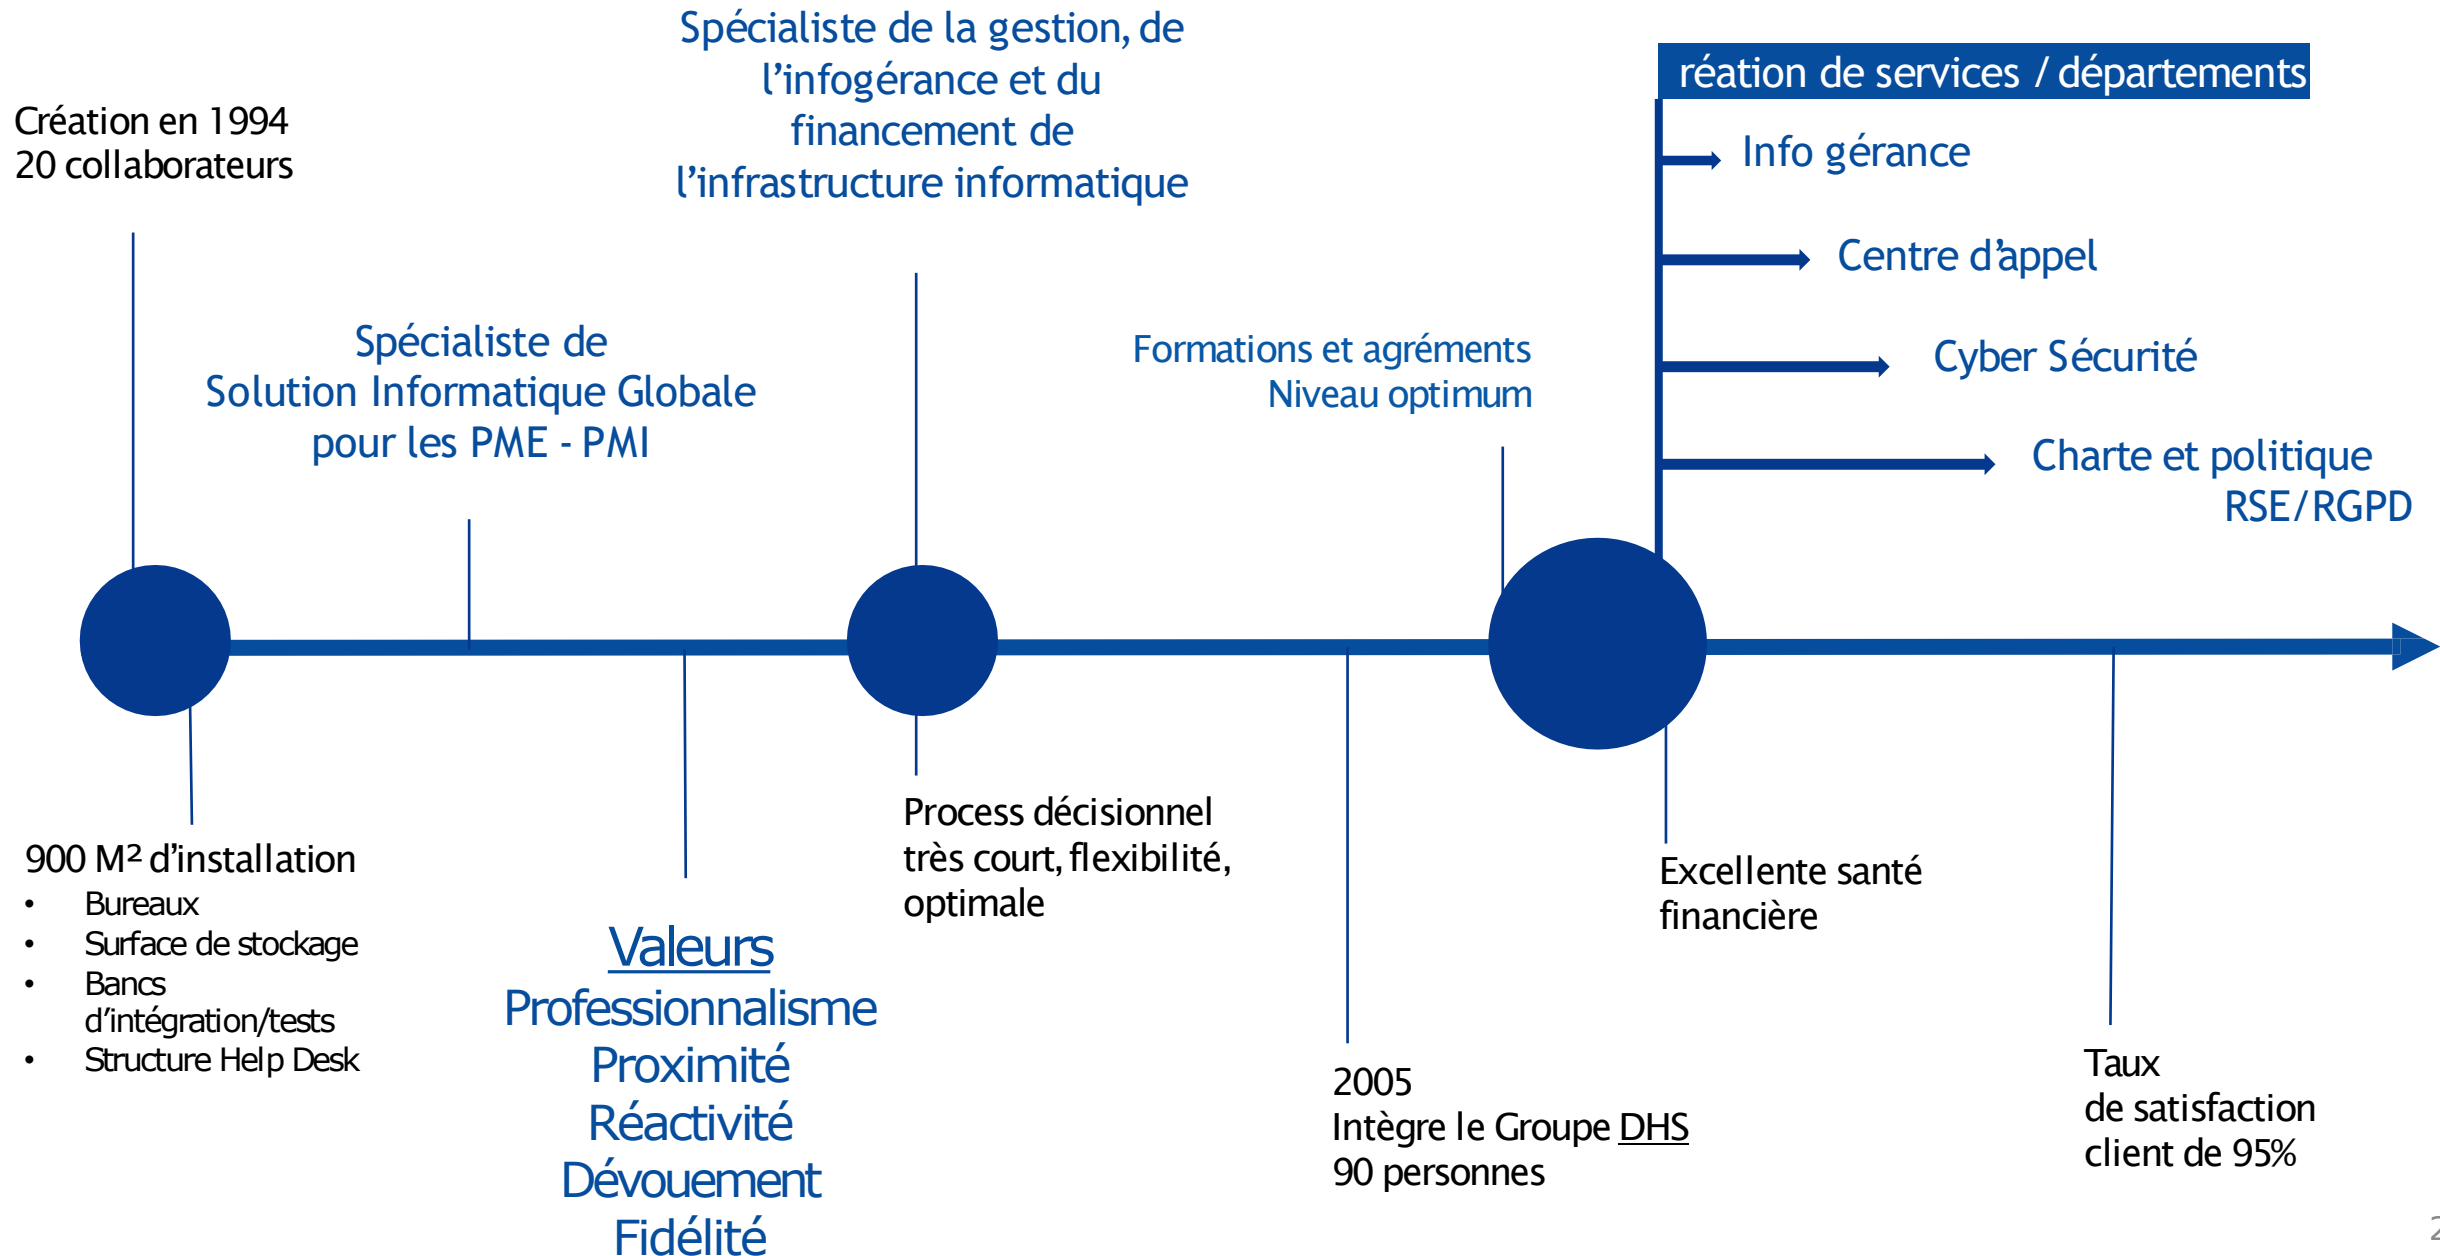 Création en 1994
20 collaborateurs
Spécialiste de
Solution Informatique Globale
pour les PME - PMI
Spécialiste de la gestion, de
l’infogérance et du
financement de
l’infrastructure informatique
Formations et agréments
Niveau optimum
réation de services / départements
Info gérance
Centre d’appel
Cyber Sécurité
Charte et politique
RSE/RGPD
900 M² d’installation
• Bureaux
• Surface de stockage
• Bancs
d’intégration/tests
• Structure Help Desk
Valeurs
Professionnalisme
Proximité
Réactivité
Dévouement
Fidélité
Process décisionnel
très court, flexibilité,
optimale
2005
Intègre le Groupe DHS
90 personnes
Excellente santé
financière
Taux
de satisfaction
client de 95%